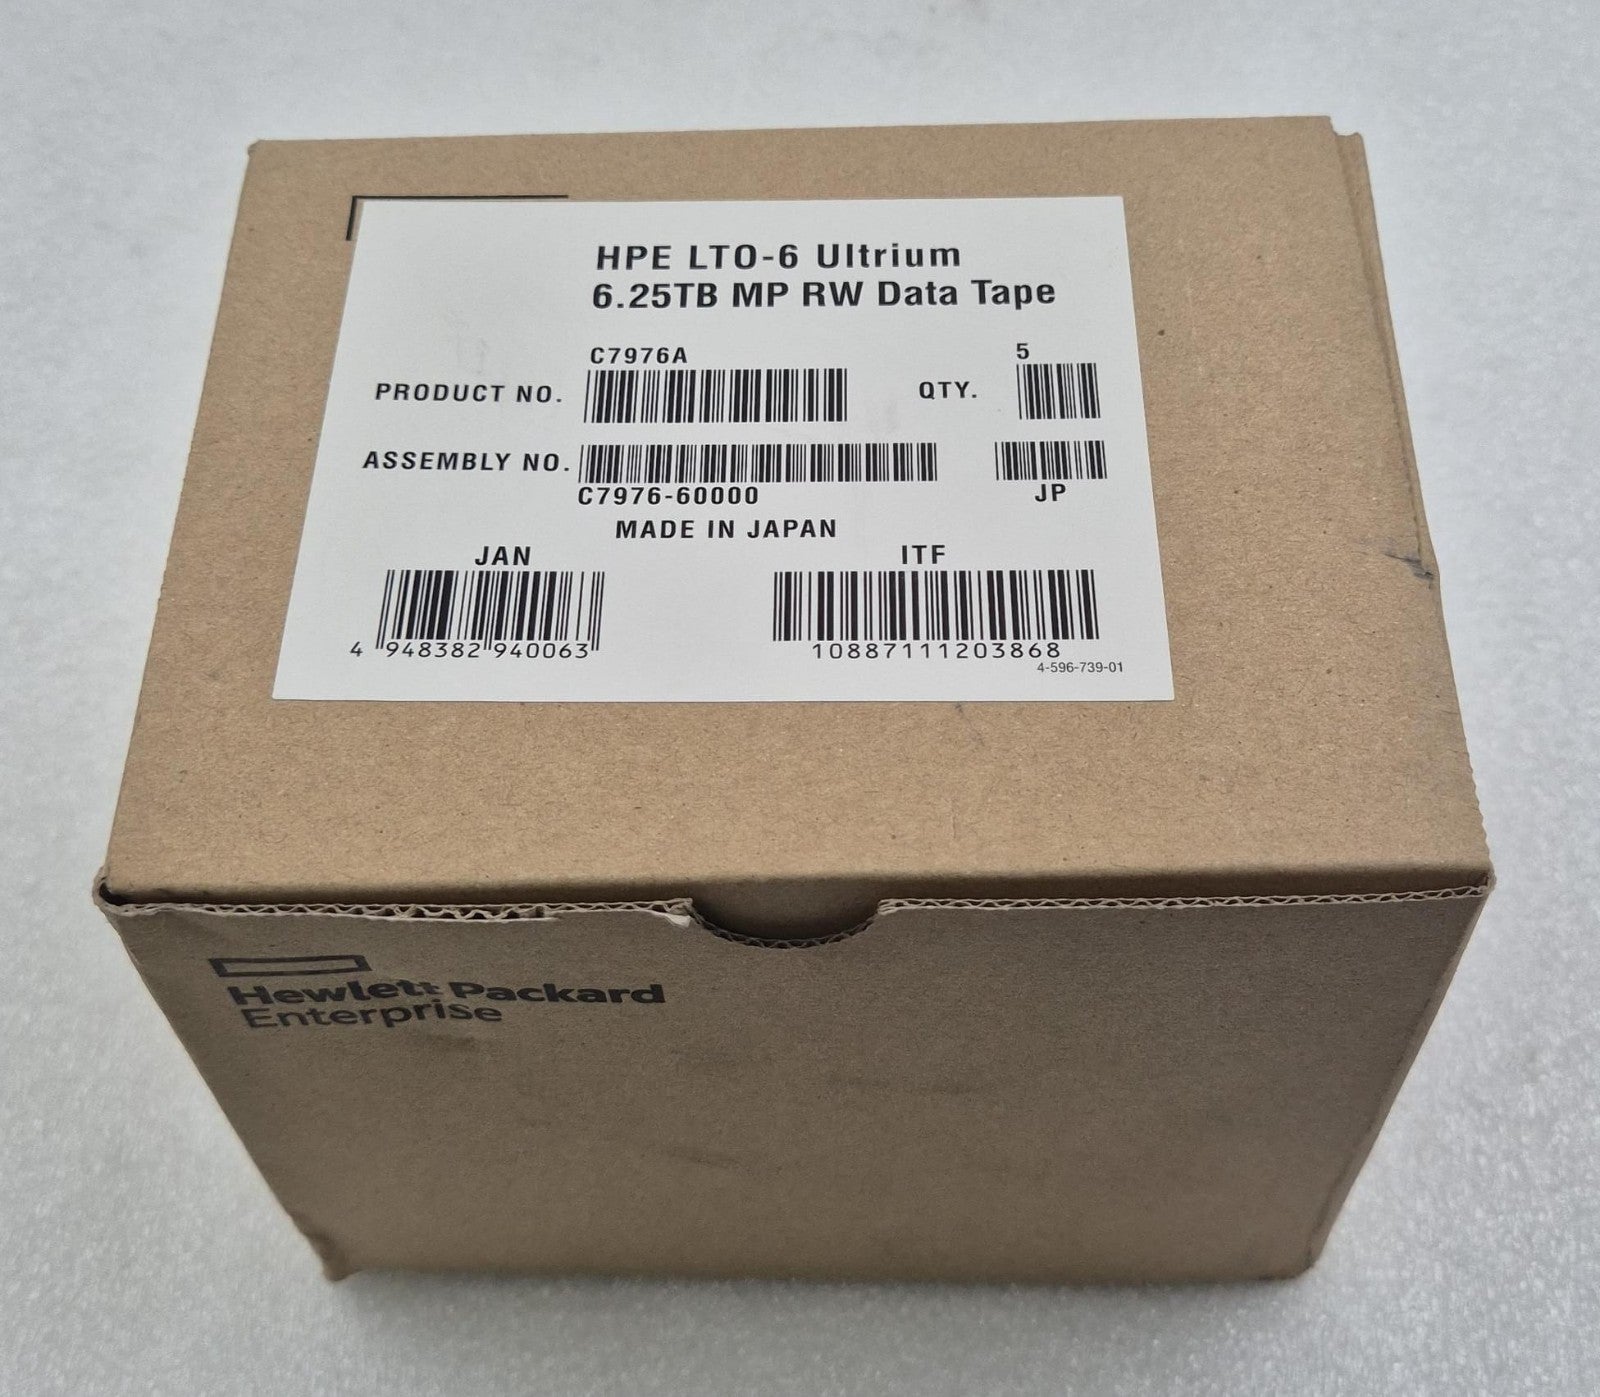 HPE LTO-6 Ultrium
6.25TB MP RW Data Tape
C7976A
5
PRODUCT NO.
QTY.
ASSEMBLY NO.
C7976-60000
JP
MADE IN JAPAN
JAN
ITF
4 948382 940063
10887111203868
4-596-739-01
Hewlett Packard
Enterprise